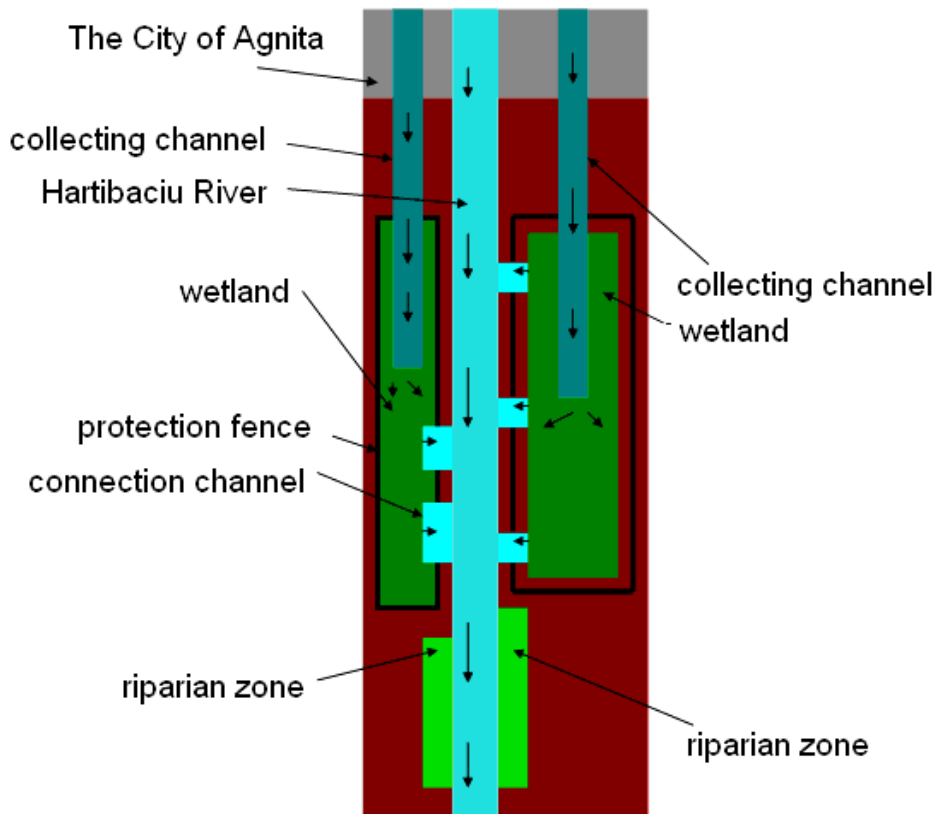 The City of Agnita
collecting channel
Hartibaciu River
wetland
collecting channel
wetland
protection fence
connection channel
riparian zone
riparian zone